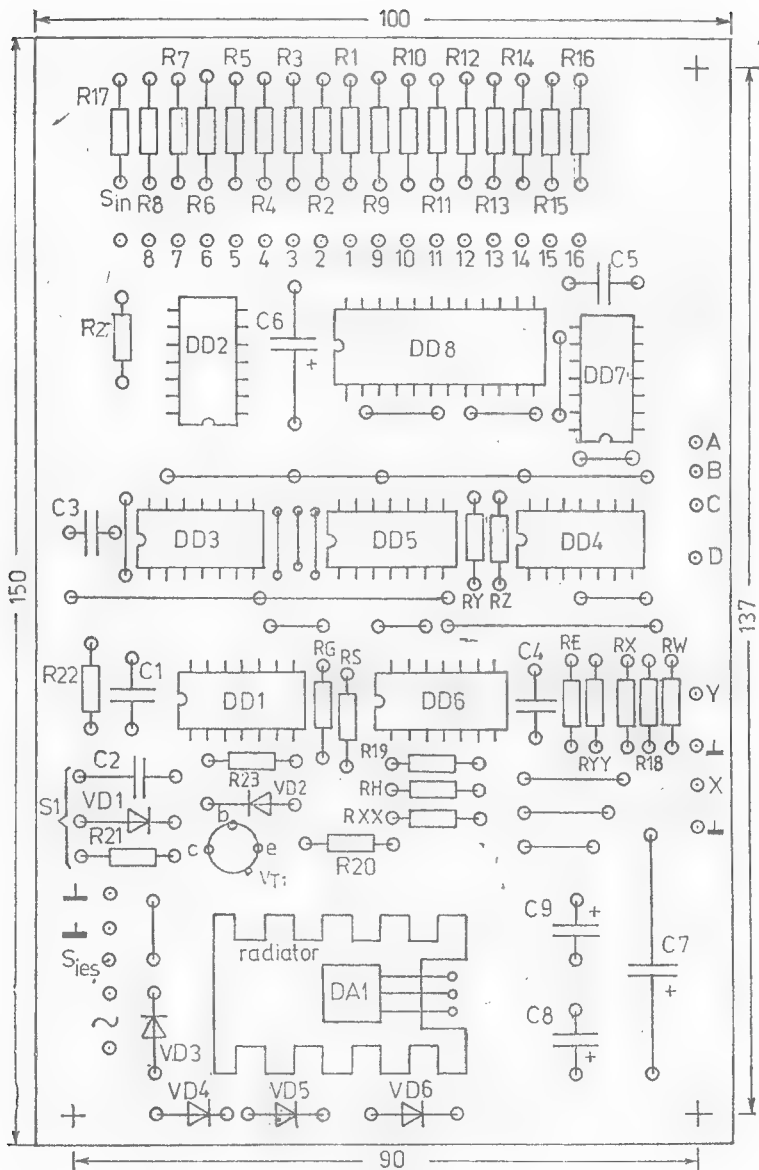 100
R7 R5 R3 R1 R10 R12 R14 R16
R17
Sin R8 R6 R4 R2 R9 R11 R13 R15
8 7 6 5 4 3 2 1 9 10 11 12 13 14 15 16
C5
C6
R2
DD2
DD8
DD7
A
B
C3
C
DD3 DD5 DD4
D
RY RZ
150
137
RG RS
C4
RE RX RW
R22
C1
DD1
DD6
Y
R19
RYY R18
C2
R23
S1
VD1
VD2
RH
X
b
RXX
R21
c e
R20
VT1
C9
radiator
C7
Sies
DA1
+
C8
~
VD3
VD4 VD5 VD6
90